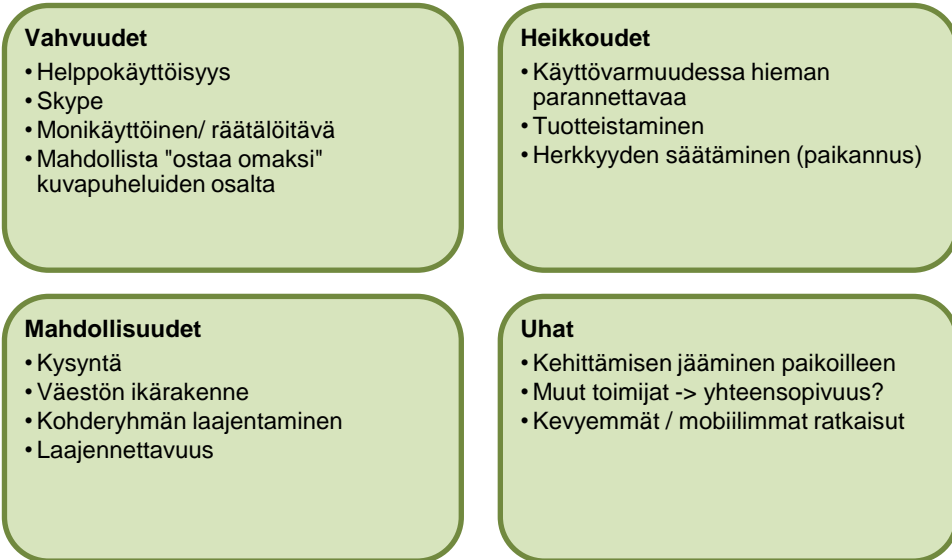 Vahvuudet
• Helppokäyttöisyys
• Skype
• Monikäyttöinen/ räätälöitävä
• Mahdollista "ostaa omaksi"
kuvapuheluiden osalta
Heikkoudet
• Käyttövarmuudessa hieman
parannettavaa
• Tuotteistaminen
• Herkkyyden säätäminen (paikannus)
Mahdollisuudet
• Kysyntä
• Väestön ikärakenne
• Kohderyhmän laajentaminen
• Laajennettavuus
Uhat
• Kehittämisen jääminen paikoilleen
• Muut toimijat -> yhteensopivuus?
• Kevyemmät / mobiilimmat ratkaisut